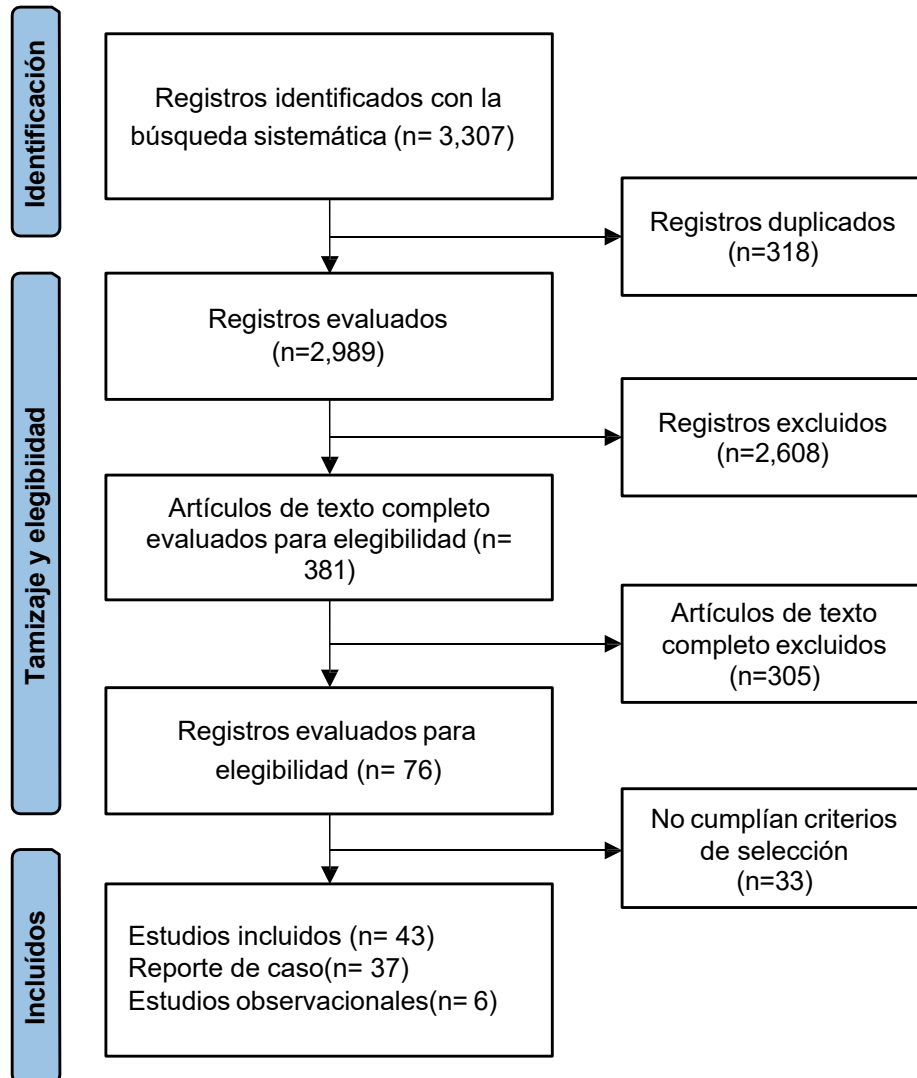 Identificación
Registros identificados con la
búsqueda sistemática (n= 3,307)
Registros duplicados
(n=318)
Tamizaje y elegibiidad
Registros evaluados
(n=2,989)
Registros excluidos
(n=2,608)
Artículos de texto completo
evaluados para elegibilidad (n=
381)
Artículos de texto
completo excluidos
(n=305)
Registros evaluados para
elegibilidad (n= 76)
No cumplían criterios
de selección
(n=33)
Incluídos
Estudios incluidos (n= 43)
Reporte de caso(n= 37)
Estudios observacionales(n= 6)